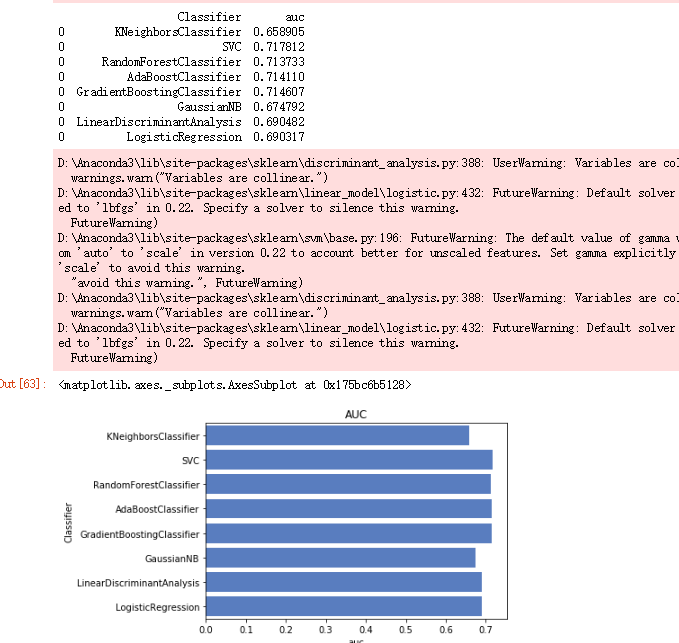 Classifier auc
0 KNeighborsClassifier 0.658905
0 SVC 0.717812
0 RandomForestClassifier 0.713733
0 AdaBoostClassifier 0.714110
0 GradientBoostingClassifier 0.714607
0 GaussianNB 0.674792
0 LinearDiscriminantAnalysis 0.690482
0 LogisticRegression 0.690317
D:\Anaconda3\lib\site-packages\sklearn\discriminant_analysis.py:388: UserWarning: Variables are
warnings.warn("Variables are collinear.")
D:\Anaconda3\lib\site-packages\sklearn\linear_model\logistic.py:432: FutureWarning: Default solver
ed to 'lbfgs' in 0.22. Specify a solver to silence this warning.
FutureWarning)
D:\Anaconda3\lib\site-packages\sklearn\svm\base.py:196: FutureWarning: The default value of gamma
om 'auto' to 'scale' in version 0.22 to account better for unscaled features. Set gamma explicitly
'scale' to avoid this warning.
"avoid this warning.", FutureWarning)
D:\Anaconda3\lib\site-packages\sklearn\discriminant_analysis.py:388: UserWarning: Variables are
warnings.warn("Variables are collinear.")
D:\Anaconda3\lib\site-packages\sklearn\linear_model\logistic.py:432: FutureWarning: Default solver
ed to 'lbfgs' in 0.22. Specify a solver to silence this warning.
FutureWarning)
Out[63]: <matplotlib.axes._subplots.AxesSubplot at 0x175bc6b5128>
AUC
KNeighborsClassifier
SVC
RandomForestClassifier
AdaBoostClassifier
Classifier
GradientBoostingClassifier
GaussianNB
LinearDiscriminantAnalysis
LogisticRegression
0.0 0.1 0.2 0.3 0.4 0.5 0.6 0.7